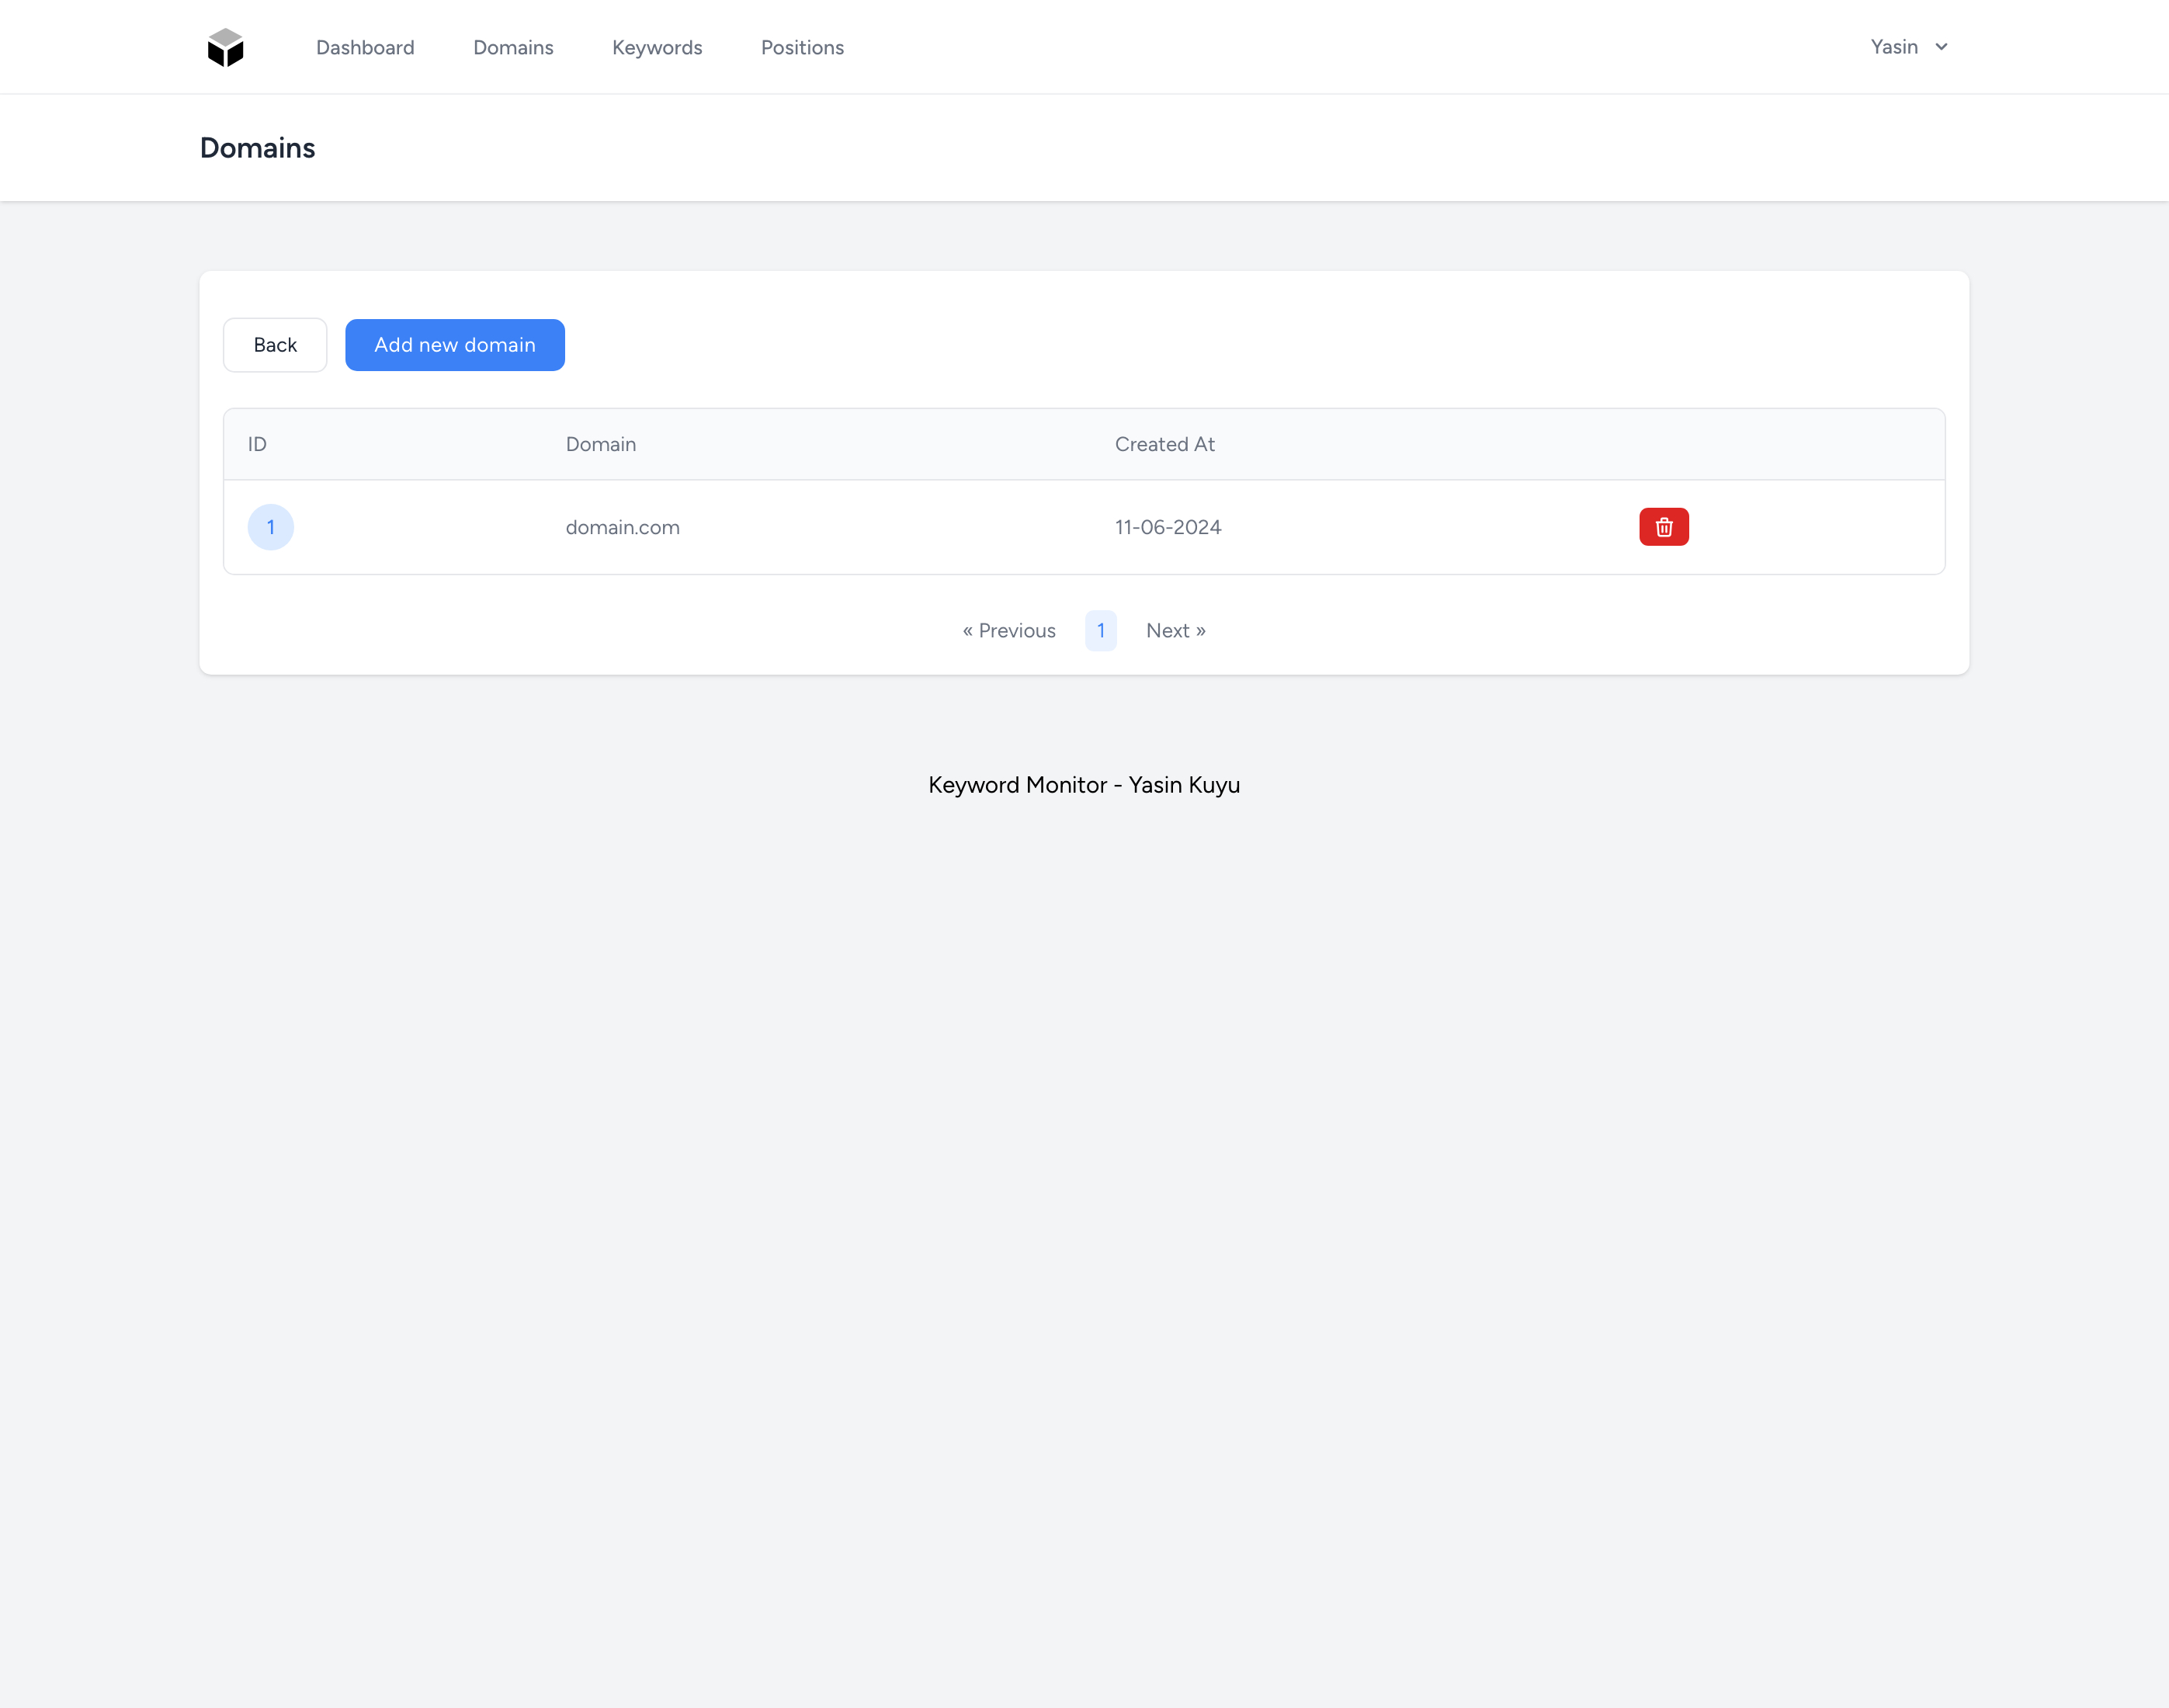 Dashboard Domains Keywords Positions Yasin
Domains
Back Add new domain
ID Domain Created At
1 domain.com 11-06-2024
« Previous 1 Next »
Keyword Monitor - Yasin Kuyu